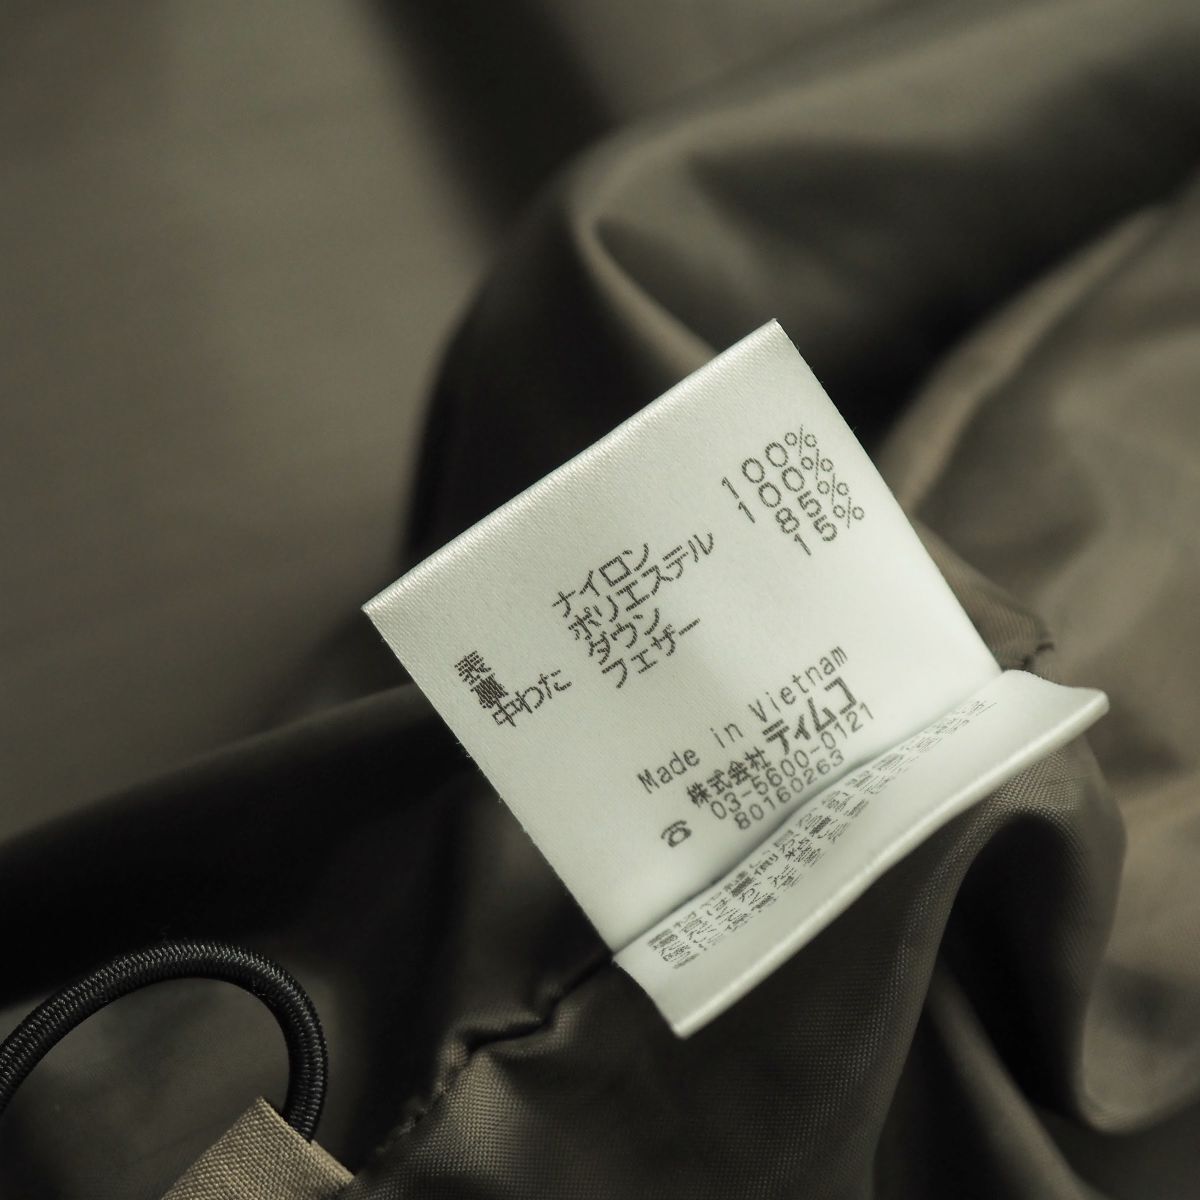 表 ナイロン 100%
裏 ポリエステル 100%
中わた ダウン 85%
フェザー 15%
Made in Vietnam
株式会社 ティムコ
☎ 03-5600-0121
80160263